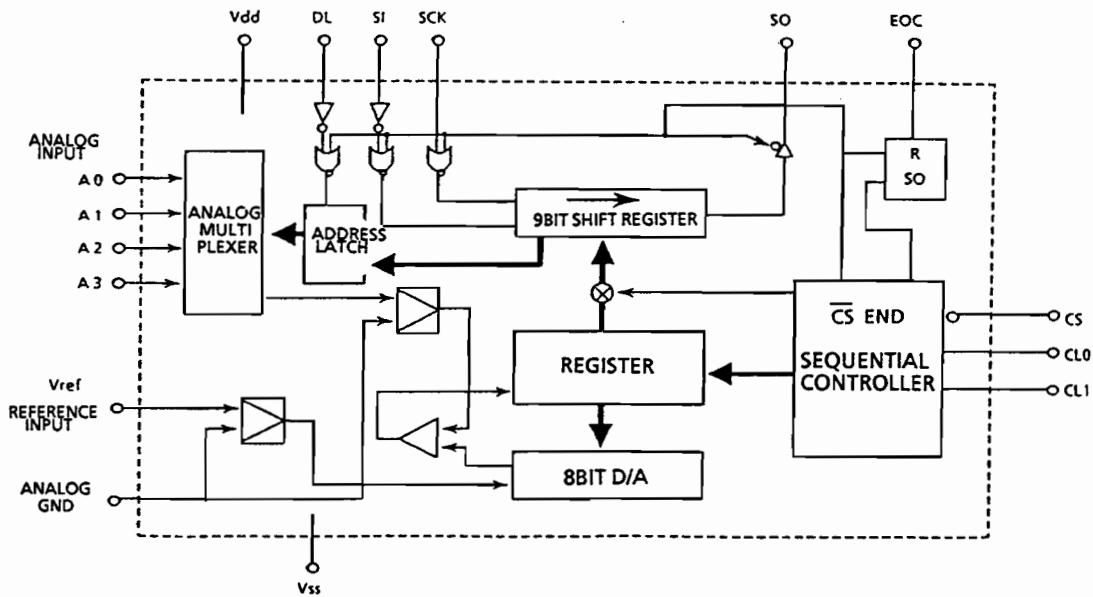 Vdd DL SI SCK SO EOC
ANALOG
INPUT
A0
A1
A2
A3
ANALOG
MULTI
PLEXER
ADDRESS
LATCH
9BIT SHIFT REGISTER
R
SO
CS END
SEQUENTIAL
CONTROLLER
CS
CL0
CL1
REGISTER
Vref
REFERENCE
INPUT
8BIT D/A
ANALOG
GND
Vss